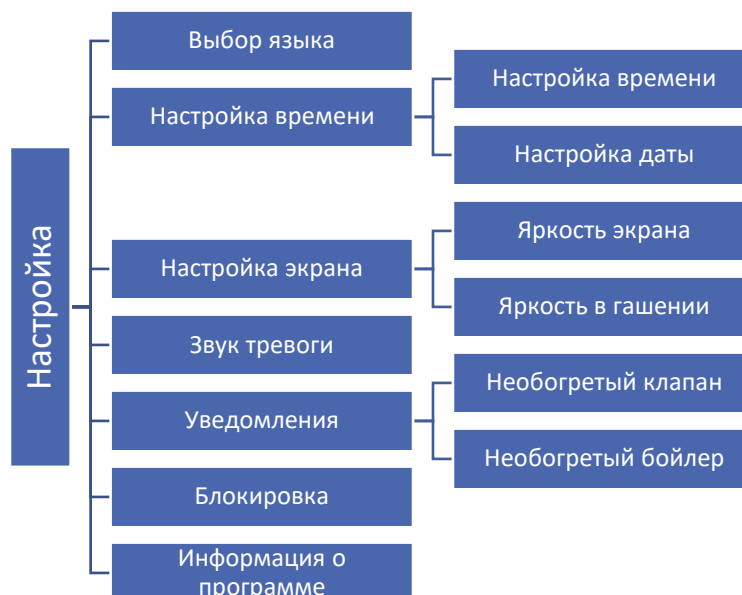 Настройка
Выбор языка
Настройка времени
Настройка времени
Настройка даты
Настройка экрана
Яркость экрана
Яркость в гашении
Звук тревоги
Уведомления
Необогретый клапан
Необогретый бойлер
Блокировка
Информация о
программе